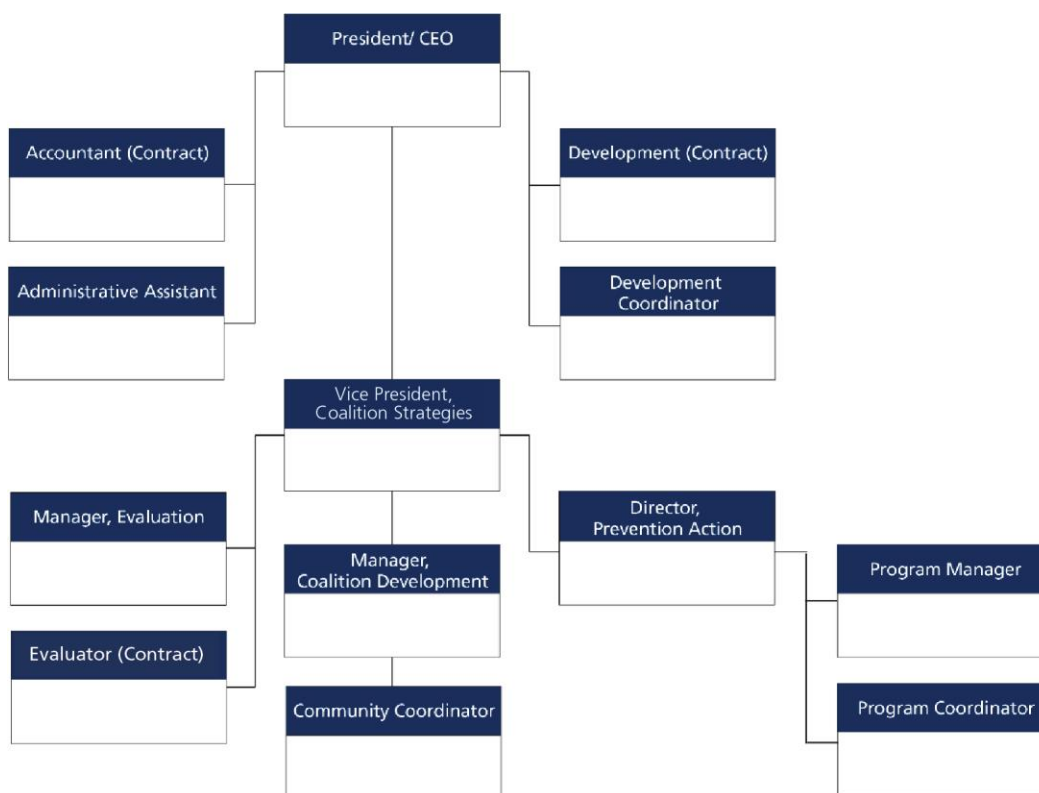 President/ CEO
Accountant (Contract)
Development (Contract)
Administrative Assistant
Development
Coordinator
Vice President,
Coalition Strategies
Manager, Evaluation
Director,
Prevention Action
Manager,
Coalition Development
Program Manager
Evaluator (Contract)
Community Coordinator
Program Coordinator